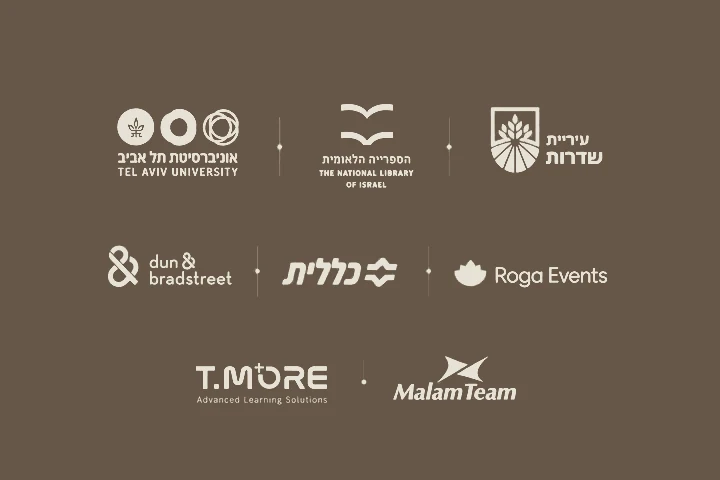 אוניברסיטת תל אביב
TEL AVIV UNIVERSITY
הספרייה הלאומית
THE NATIONAL LIBRARY
OF ISRAEL
עיריית
שדרות
dun &
bradstreet
כללית
Roga Events
T.MORE
Advanced Learning Solutions
MalamTeam